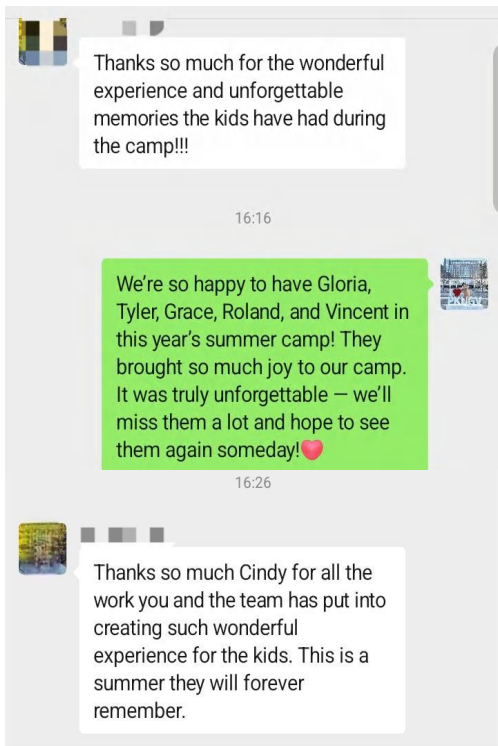 Thanks so much for the wonderful
experience and unforgettable
memories the kids have had during
the camp!!!
16:16
We're so happy to have Gloria,
Tyler, Grace, Roland, and Vincent in
this year's summer camp! They
brought so much joy to our camp.
It was truly unforgettable — we'll
miss them a lot and hope to see
them again someday!❤️
16:26
Thanks so much Cindy for all the
work you and the team has put into
creating such wonderful
experience for the kids. This is a
summer they will forever
remember.